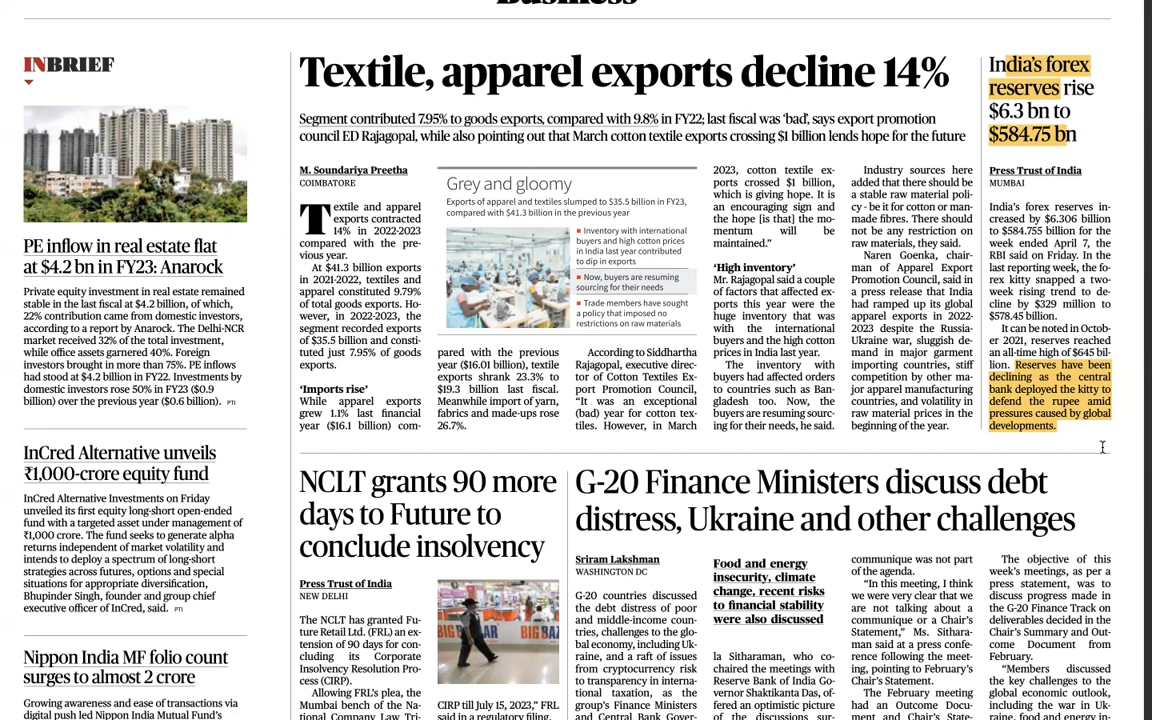 Business
INBRIEF
PE inflow in real estate flat
at $4.2 bn in FY23: Anarock
Private equity investment in real estate remained
stable in the last fiscal at $4.2 billion, of which,
22% contribution came from domestic investors,
according to a report by Anarock. The Delhi-NCR
market received 32% of the total investment,
while office assets garnered 40%. Foreign
investors brought in more than 75%. PE inflows
had stood at $4.2 billion in FY22. Investments by
domestic investors rose 50% in FY23 ($0.9
billion) over the previous year ($0.6 billion). PTI
InCred Alternative unveils
₹1,000-crore equity fund
InCred Alternative Investments on Friday
unveiled its first equity long-short open-ended
fund with a targeted asset under management of
₹1,000 crore. The fund seeks to generate alpha
returns independent of market volatility and
intends to deploy a spectrum of long-short
strategies across futures, options and special
situations for appropriate diversification,
Bhupinder Singh, founder and group chief
executive officer of InCred, said. PTI
Nippon India MF folio count
surges to almost 2 crore
Growing awareness and ease of transactions via
digital push led Nippon India Mutual Fund's
Textile, apparel exports decline 14%
Segment contributed 7.95% to goods exports, compared with 9.8% in FY22; last fiscal was ‘bad’, says export promotion
council ED Rajagopal, while also pointing out that March cotton textile exports crossing $1 billion lends hope for the future
M. Soundariya Preetha
COIMBATORE
Textile and apparel
exports contracted
14% in 2022-2023
compared with the pre-
vious year.
At $41.3 billion exports
in 2021-2022, textiles and
apparel constituted 9.79%
of total goods exports. Ho-
wever, in 2022-2023, the
segment recorded exports
of $35.5 billion and consti-
tuted just 7.95% of goods
exports.
‘Imports rise’
While apparel exports
grew 1.1% last financial
year ($16.1 billion) com-
Grey and gloomy
Exports of apparel and textiles slumped to $35.5 billion in FY23,
compared with $41.3 billion in the previous year
■ Inventory with international
buyers and high cotton prices
in India last year contributed
to dip in exports
■ Now, buyers are resuming
sourcing for their needs
■ Trade members have sought
a policy that imposed no
restrictions on raw materials
pared with the previous
year ($16.01 billion), textile
exports shrank 23.3% to
$19.3 billion last fiscal.
Meanwhile import of yarn,
fabrics and made-ups rose
26.7%.
According to Siddhartha
Rajagopal, executive direc-
tor of Cotton Textiles Ex-
port Promotion Council,
“It was an exceptional
(bad) year for cotton tex-
tiles. However, in March
2023, cotton textile ex-
ports crossed $1 billion,
which is giving hope. It is
an encouraging sign and
the hope [is that] the mo-
mentum will be
maintained.”
‘High inventory’
Mr. Rajagopal said a couple
of factors that affected ex-
ports this year were the
huge inventory that was
with the international
buyers and the high cotton
prices in India last year.
The inventory with
buyers had affected orders
to countries such as Ban-
gladesh too. Now, the
buyers are resuming sourc-
ing for their needs, he said.
Industry sources here
added that there should be
a stable raw material poli-
cy - be it for cotton or man-
made fibres. There should
not be any restriction on
raw materials, they said.
Naren Goenka, chair-
man of Apparel Export
Promotion Council, said in
a press release that India
had ramped up its global
apparel exports in 2022-
2023 despite the Russia-
Ukraine war, sluggish de-
mand in major garment
importing countries, stiff
competition by other ma-
jor apparel manufacturing
countries, and volatility in
raw material prices in the
beginning of the year.
India’s forex
reserves rise
$6.3 bn to
$584.75 bn
Press Trust of India
MUMBAI
India’s forex reserves in-
creased by $6.306 billion
to $584.755 billion for the
week ended April 7, the
RBI said on Friday. In the
last reporting week, the fo-
rex kitty snapped a two-
week rising trend to de-
cline by $329 million to
$578.45 billion.
It can be noted in Octob-
er 2021, reserves reached
an all-time high of $645 bil-
lion. Reserves have been
declining as the central
bank deployed the kitty to
defend the rupee amid
pressures caused by global
developments.
NCLT grants 90 more
days to Future to
conclude insolvency
Press Trust of India
NEW DELHI
The NCLT has granted Fu-
ture Retail Ltd. (FRL) an ex-
tension of 90 days for con-
cluding its Corporate
Insolvency Resolution Pro-
cess (CIRP).
Allowing FRL’s plea, the
Mumbai bench of the Na-
tional Company Law Tri-
BIG BAZ
CIRP till July 15, 2023,” FRL
said in a regulatory filing.
G-20 Finance Ministers discuss debt
distress, Ukraine and other challenges
Sriram Lakshman
WASHINGTON DC
G-20 countries discussed
the debt distress of poor
and middle-income coun-
tries, challenges to the glo-
bal economy, including Uk-
raine, and a raft of issues
from cryptocurrency risk
to transparency in interna-
tional taxation, as the
group’s Finance Ministers
and Central Bank Gover-
Food and energy
insecurity, climate
change, recent risks
to financial stability
were also discussed
la Sitharaman, who co-
chaired the meetings with
Reserve Bank of India Go-
vernor Shaktikanta Das, of-
fered an optimistic picture
of the discussions sur-
communique was not part
of the agenda.
“In this meeting, I think
we were very clear that we
are not talking about a
communique or a Chair’s
Statement,” Ms. Sithara-
man said at a press confe-
rence following the meet-
ing, pointing to February’s
Chair’s Statement.
The February meeting
had an Outcome Docu-
ment and Chair’s State-
The objective of this
week’s meetings, as per a
press statement, was to
discuss progress made in
the G-20 Finance Track on
deliverables decided in the
Chair’s Summary and Out-
come Document from
February.
“Members discussed
the key challenges to the
global economic outlook,
including the war in Uk-
raine, food and energy in-